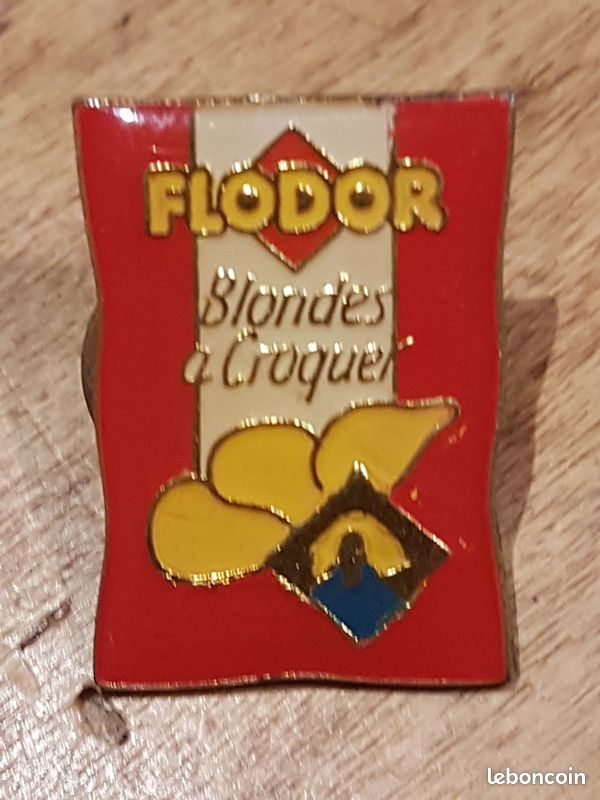 FLODOR
Blondes
a Croquer
leboncoin